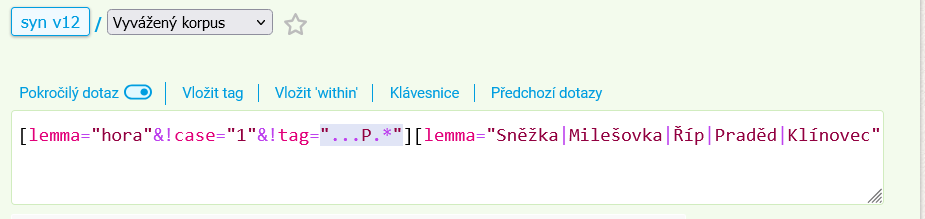 syn v12 / Vyvážený korpus
Pokročilý dotaz Vložit tag Vložit 'within' Klávesnice Předchozí dotazy
[lemma="hora"&!case="1"&!tag="...P.*"][lemma="Sněžka|Milešovka|Říp|Praděd|Klínovec"